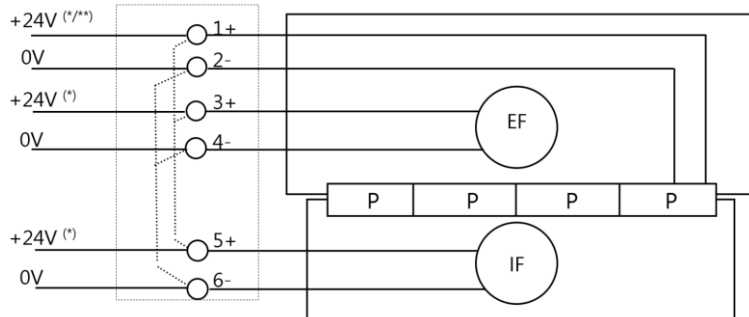 +24V (*/**)
1+
0V
2-
+24V (*)
3+
EF
0V
4-
P P P P
+24V (*)
5+
IF
0V
6-